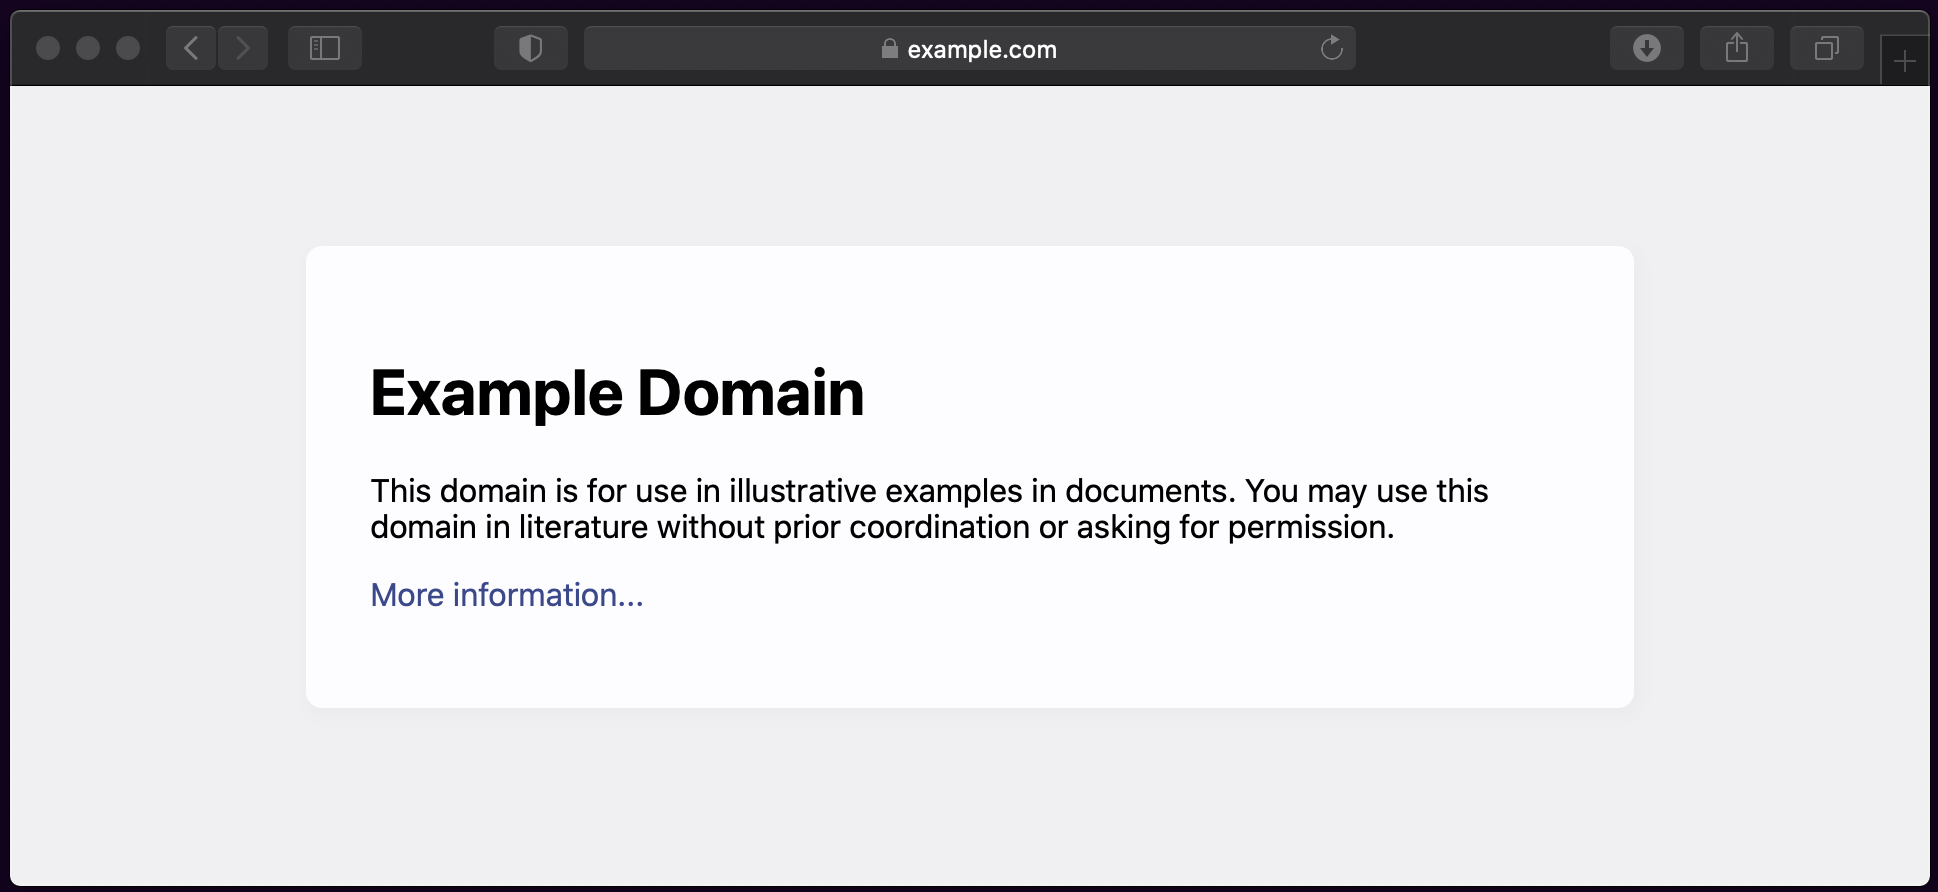 example.com
Example Domain
This domain is for use in illustrative examples in documents. You may use this
domain in literature without prior coordination or asking for permission.
More information...